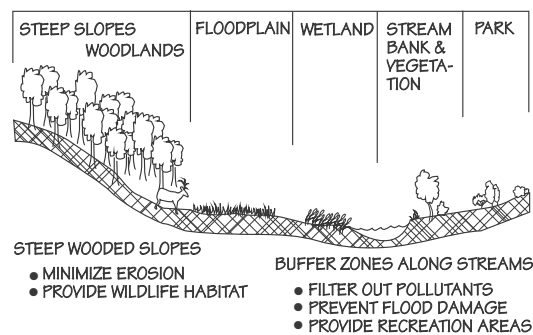 STEEP SLOPES
WOODLANDS
FLOODPLAIN
WETLAND
STREAM
BANK &
VEGETA-
TION
PARK
STEEP WOODED SLOPES
● MINIMIZE EROSION
● PROVIDE WILDLIFE HABITAT
BUFFER ZONES ALONG STREAMS
● FILTER OUT POLLUTANTS
● PREVENT FLOOD DAMAGE
● PROVIDE RECREATION AREAS